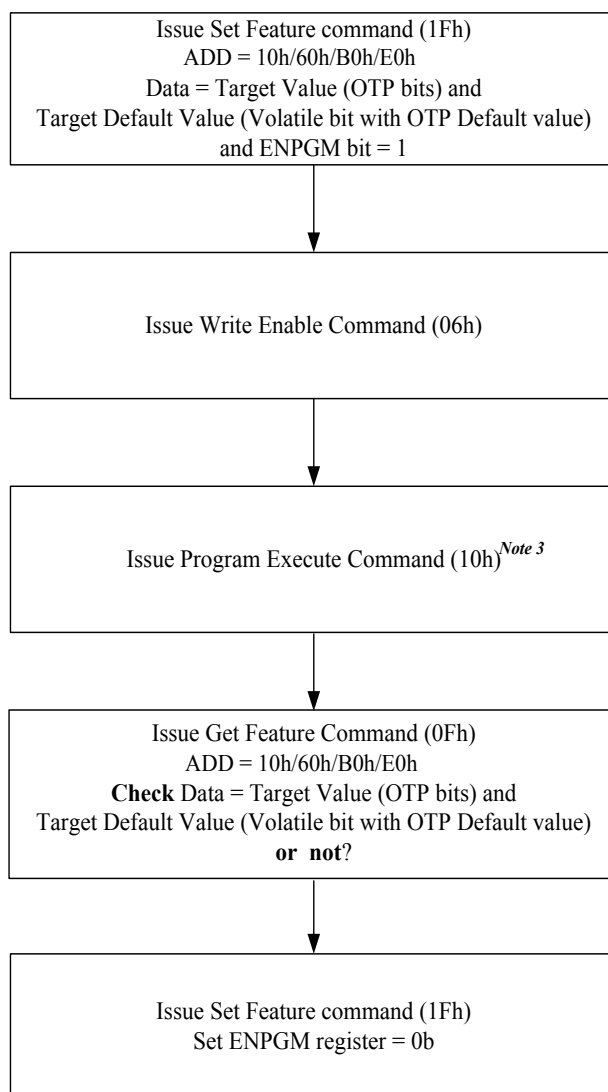 Issue Set Feature command (1Fh)
ADD = 10h/60h/B0h/E0h
Data = Target Value (OTP bits) and
Target Default Value (Volatile bit with OTP Default value)
and ENPGM bit = 1
Issue Write Enable Command (06h)
Issue Program Execute Command (10h)Note 3
Issue Get Feature Command (0Fh)
ADD = 10h/60h/B0h/E0h
Check Data = Target Value (OTP bits) and
Target Default Value (Volatile bit with OTP Default value)
or not?
Issue Set Feature command (1Fh)
Set ENPGM register = 0b